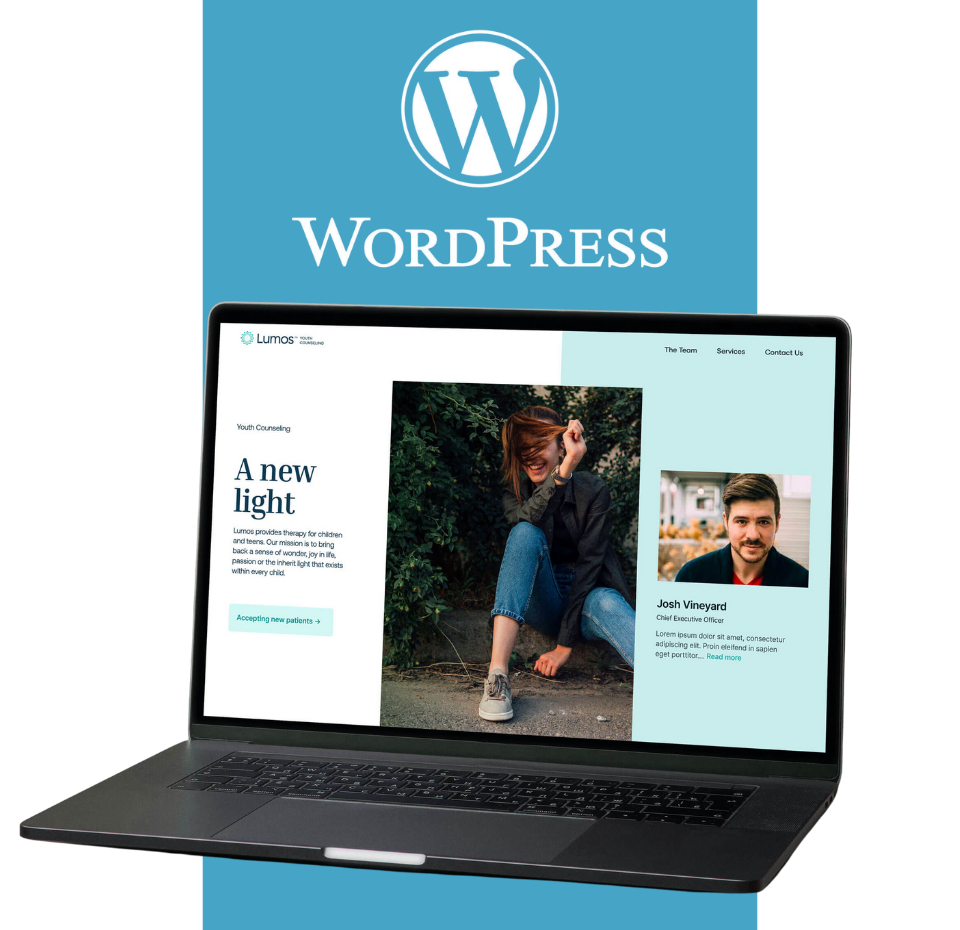 WORDPRESS
Lumos™ YOUTH
COUNSELING
The Team Services Contact Us
Youth Counseling
A new
light
Lumos provides therapy for children
and teens. Our mission is to bring
back a sense of wonder, joy in life,
passion or the inherit light that exists
within every child.
Accepting new patients →
Josh Vineyard
Chief Executive Officer
Lorem ipsum dolor sit amet, consectetur
adipiscing elit. Proin eleifend in sapien
eget porttitor.... Read more